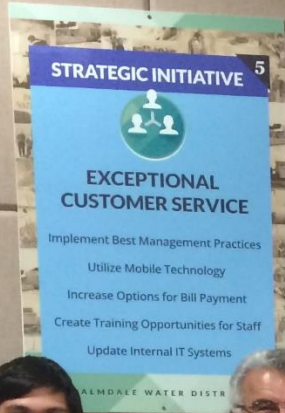 STRATEGIC INITIATIVE 5
EXCEPTIONAL
CUSTOMER SERVICE
Implement Best Management Practices
Utilize Mobile Technology
Increase Options for Bill Payment
Create Training Opportunities for Staff
Update Internal IT Systems
ALMDALE WATER DISTR